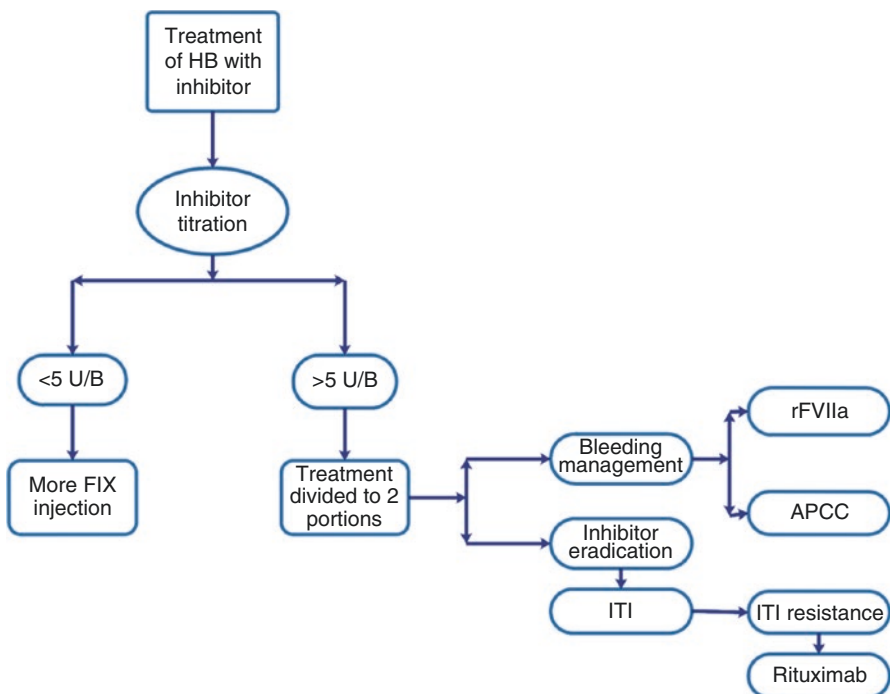 Treatment
of HB with
inhibitor
Inhibitor
titration
<5 U/B
>5 U/B
More FIX
injection
Treatment
divided to 2
portions
Bleeding
management
rFVIIa
APCC
Inhibitor
eradication
ITI
ITI resistance
Rituximab